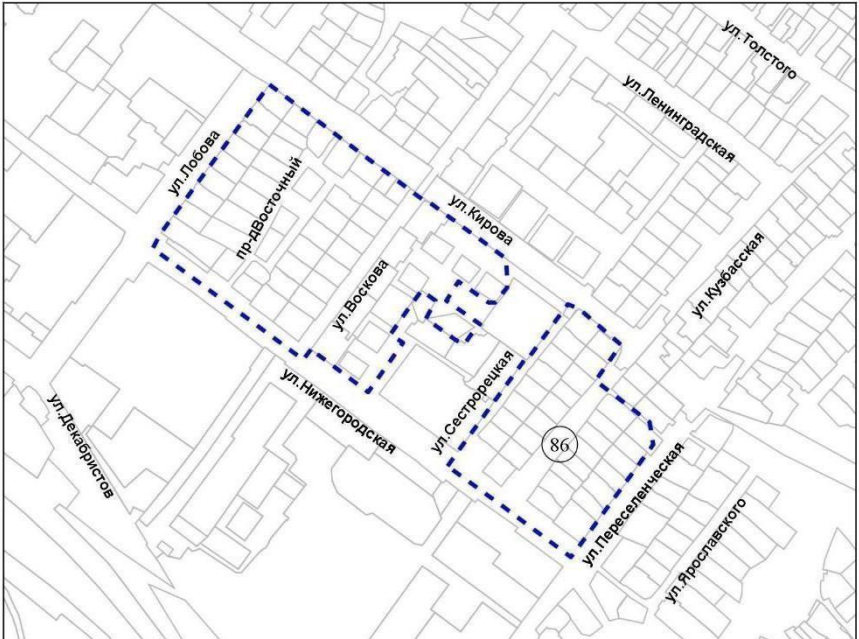 ул.Толстого
ул.Ленинградская
ул.Лобова
пр-дВосточный
ул.Кирова
ул.Кузбасская
ул.Воскова
ул.Сестрорецкая
ул.Нижегородская
ул.Декабристов
86
ул.Переселенческая
ул.Ярославского